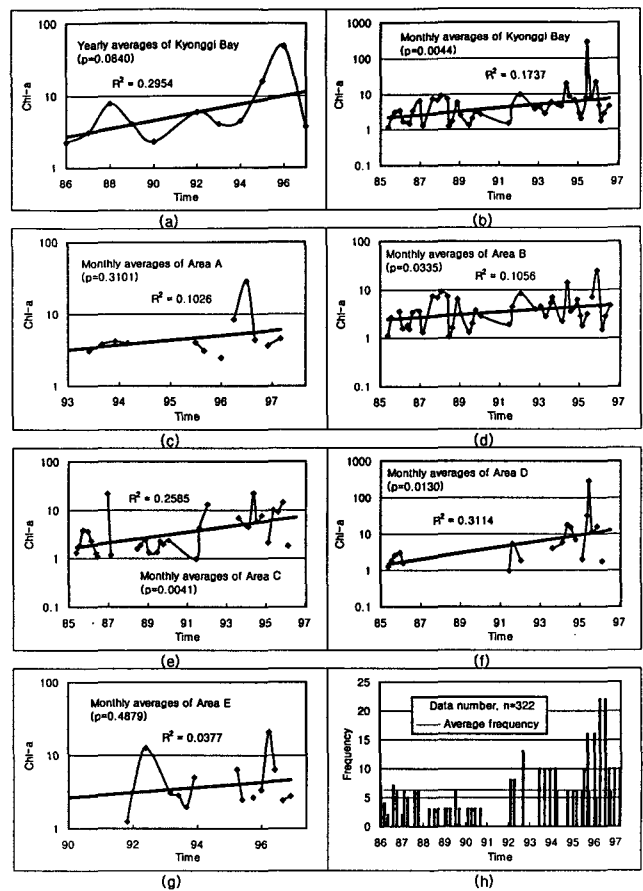 Yearly averages of Kyonggi Bay
(p=0.0840)
R² = 0.2954
Chl-a
100
10
1
86 88 90 92 94 96
Time
(a)
Monthly averages of Kyonggi Bay
(p=0.0044)
R² = 0.1737
Chl-a
1000
100
10
1
0.1
85 87 89 91 93 95 97
Time
(b)
Monthly averages of Area A
(p=0.3101)
R² = 0.1026
Chl-a
100
10
1
93 94 95 96 97
Time
(c)
Monthly averages of Area B
(p=0.0335)
R² = 0.1056
Chl-a
100
10
1
0.1
85 87 89 91 93 95 97
Time
(d)
R² = 0.2585
Monthly averages of Area C
(p=0.0041)
Chl-a
100
10
1
0.1
85 87 89 91 93 95 97
Time
(e)
Monthly averages of Area D
(p=0.0130)
R² = 0.3114
Chl-a
1000
100
10
1
0.1
85 87 89 91 93 95 97
Time
(f)
Monthly averages of Area E
(p=0.4879)
R² = 0.0377
Chl-a
100
10
1
90 92 94 96
Time
(g)
Data number, n=322
Average frequency
Frequency
25
20
15
10
5
0
86 87 88 89 90 91 92 93 94 95 96 97
Time
(h)